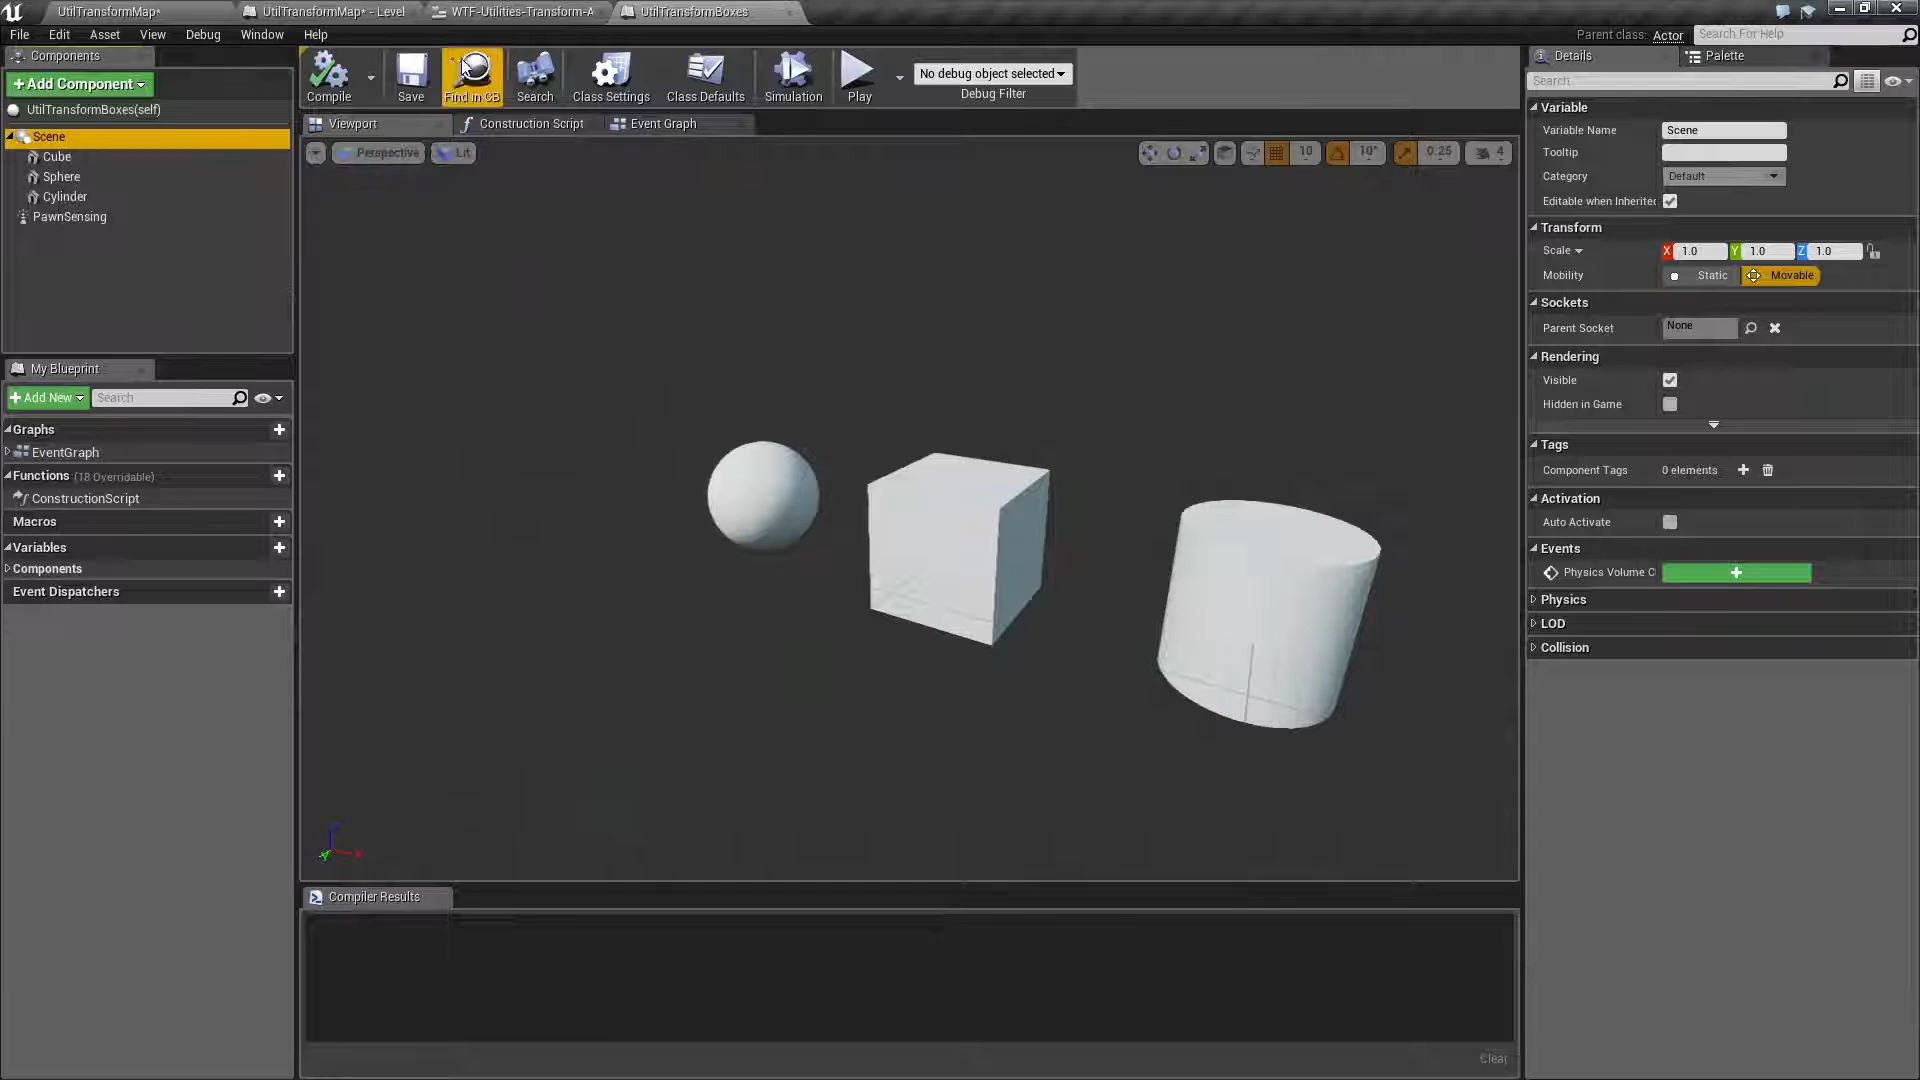 UtilTransformMap*
UtilTransformMap* - Level
WTF-Utilities-Transform-A
UtilTransformBoxes
File Edit Asset View Debug Window Help
Parent class: Actor
Search For Help
Components
+Add Component
UtilTransformBoxes(self)
Scene
Cube
Sphere
Cylinder
PawnSensing
My Blueprint
+Add New
Search
Graphs
EventGraph
Functions (18 Overridable)
ConstructionScript
Macros
Variables
Components
Event Dispatchers
Compile
Save
Find in CB
Search
Class Settings
Class Defaults
Simulation
Play
No debug object selected
Debug Filter
Viewport
Construction Script
Event Graph
Perspective
Lit
10
10°
0.25
4
Compiler Results
Clear
Details
Palette
Search
Variable
Variable Name Scene
Tooltip
Category Default
Editable when Inherited
Transform
Scale X 1.0 Y 1.0 Z 1.0
Mobility Static Movable
Sockets
Parent Socket None
Rendering
Visible
Hidden in Game
Tags
Component Tags 0 elements
Activation
Auto Activate
Events
Physics Volume C
Physics
LOD
Collision